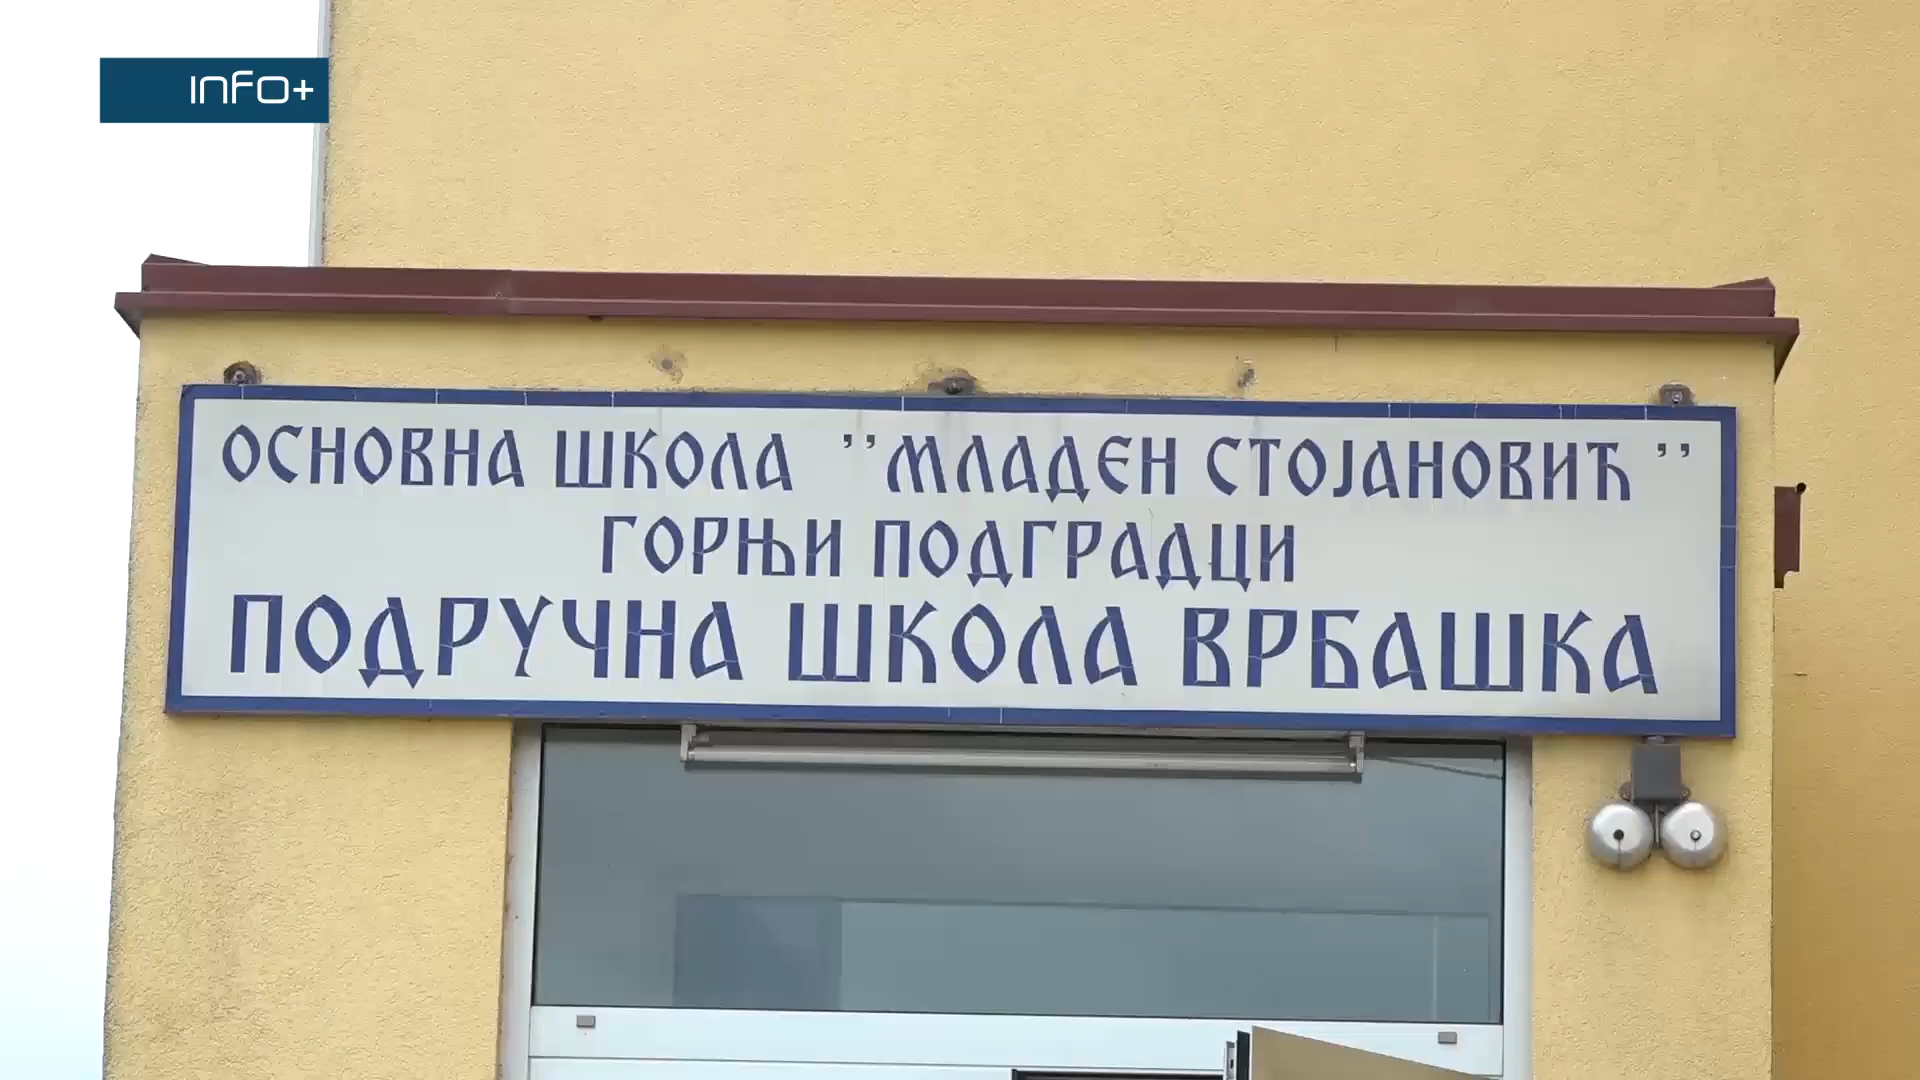 INFO+
ОСНОВНА ШКОЛА ’’МЛАДЕН СТОЈАНОВИЋ ’’
ГОРЊИ ПОДГРАДЦИ
ПОДРУЧНА ШКОЛА ВРБАШКА